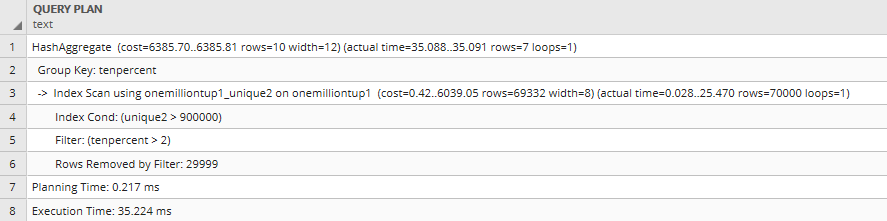 QUERY PLAN
text
1 HashAggregate (cost=6385.70..6385.81 rows=10 width=12) (actual time=35.088..35.091 rows=7 loops=1)
2 Group Key: tenpercent
3 -> Index Scan using onemilliontup1_unique2 on onemilliontup1 (cost=0.42..6039.05 rows=69332 width=8) (actual time=0.028..25.470 rows=70000 loops=1)
4 Index Cond: (unique2 > 900000)
5 Filter: (tenpercent > 2)
6 Rows Removed by Filter: 29999
7 Planning Time: 0.217 ms
8 Execution Time: 35.224 ms